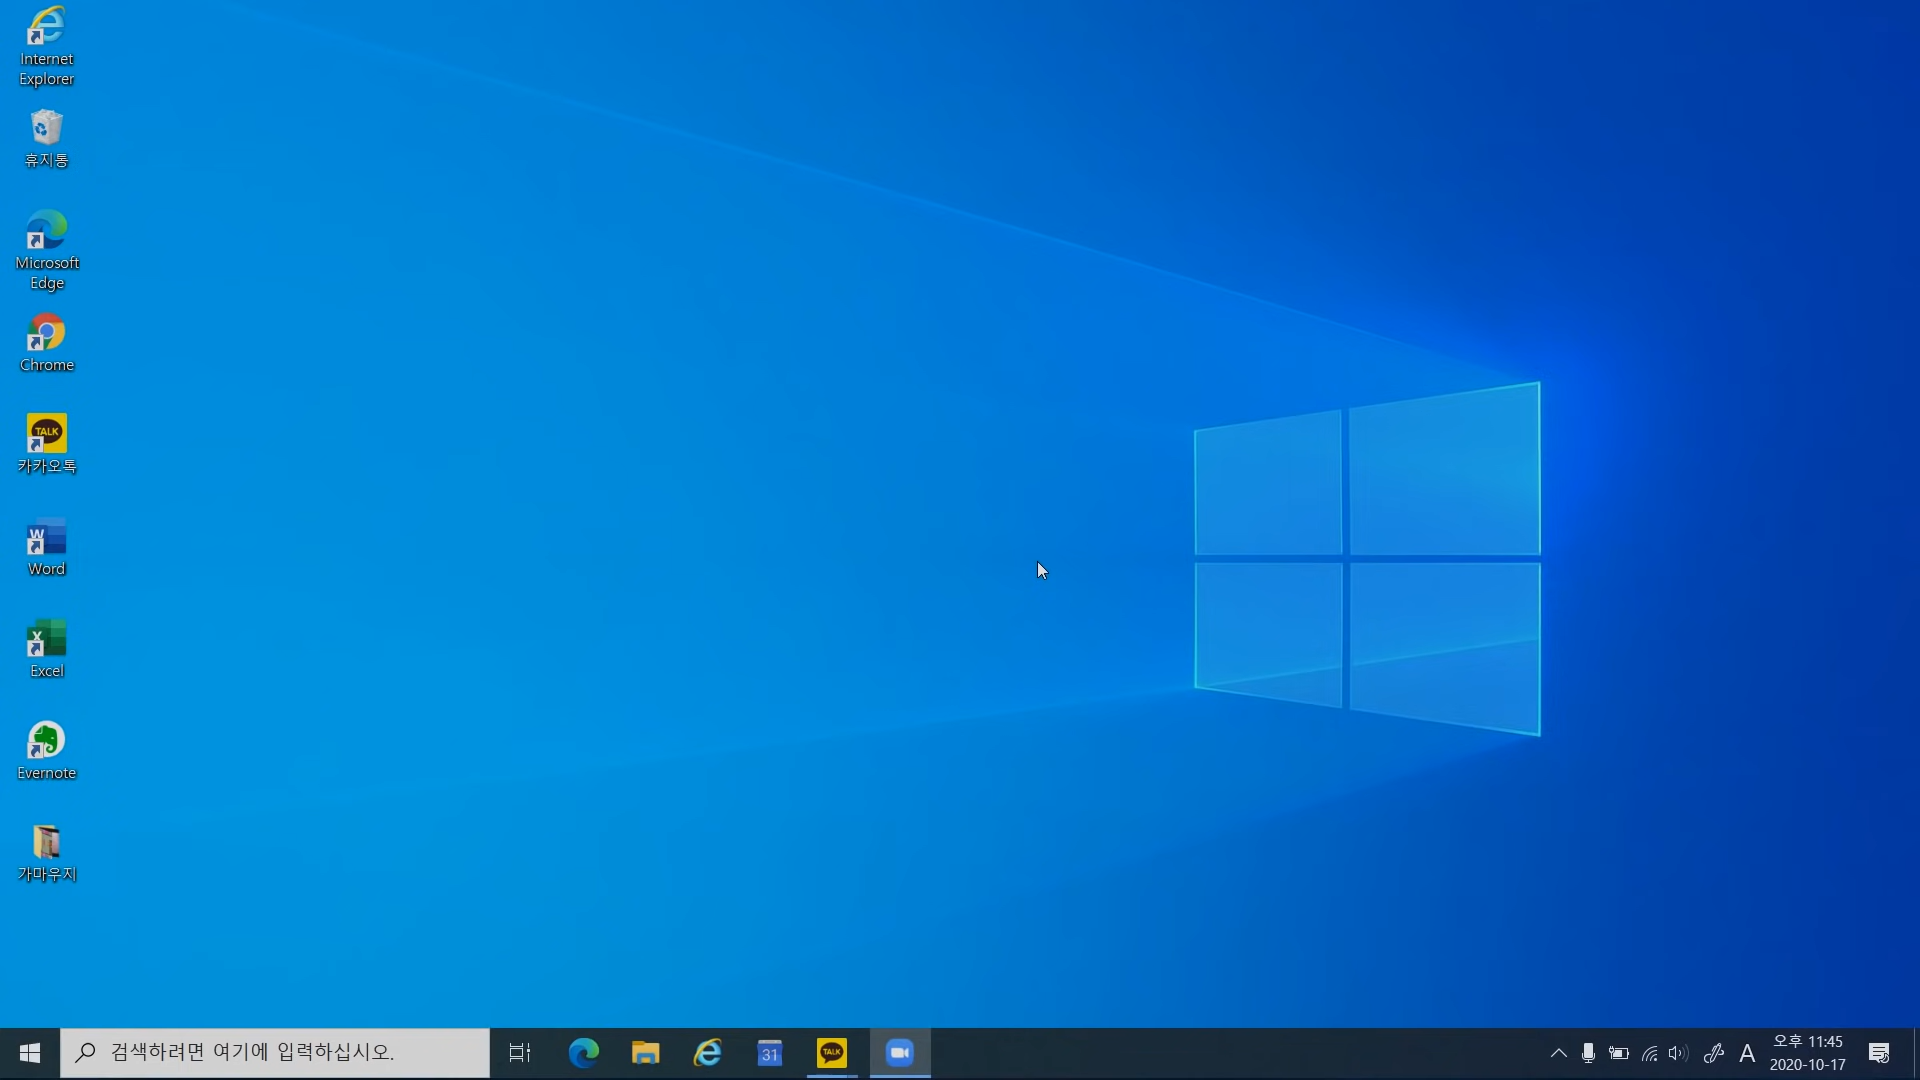 Internet
Explorer
휴지통
Microsoft
Edge
Chrome
TALK
카카오톡
W
Word
X
Excel
Evernote
가마우지
검색하려면 여기에 입력하십시오.
31
TALK
A
오후 11:45
2020-10-17